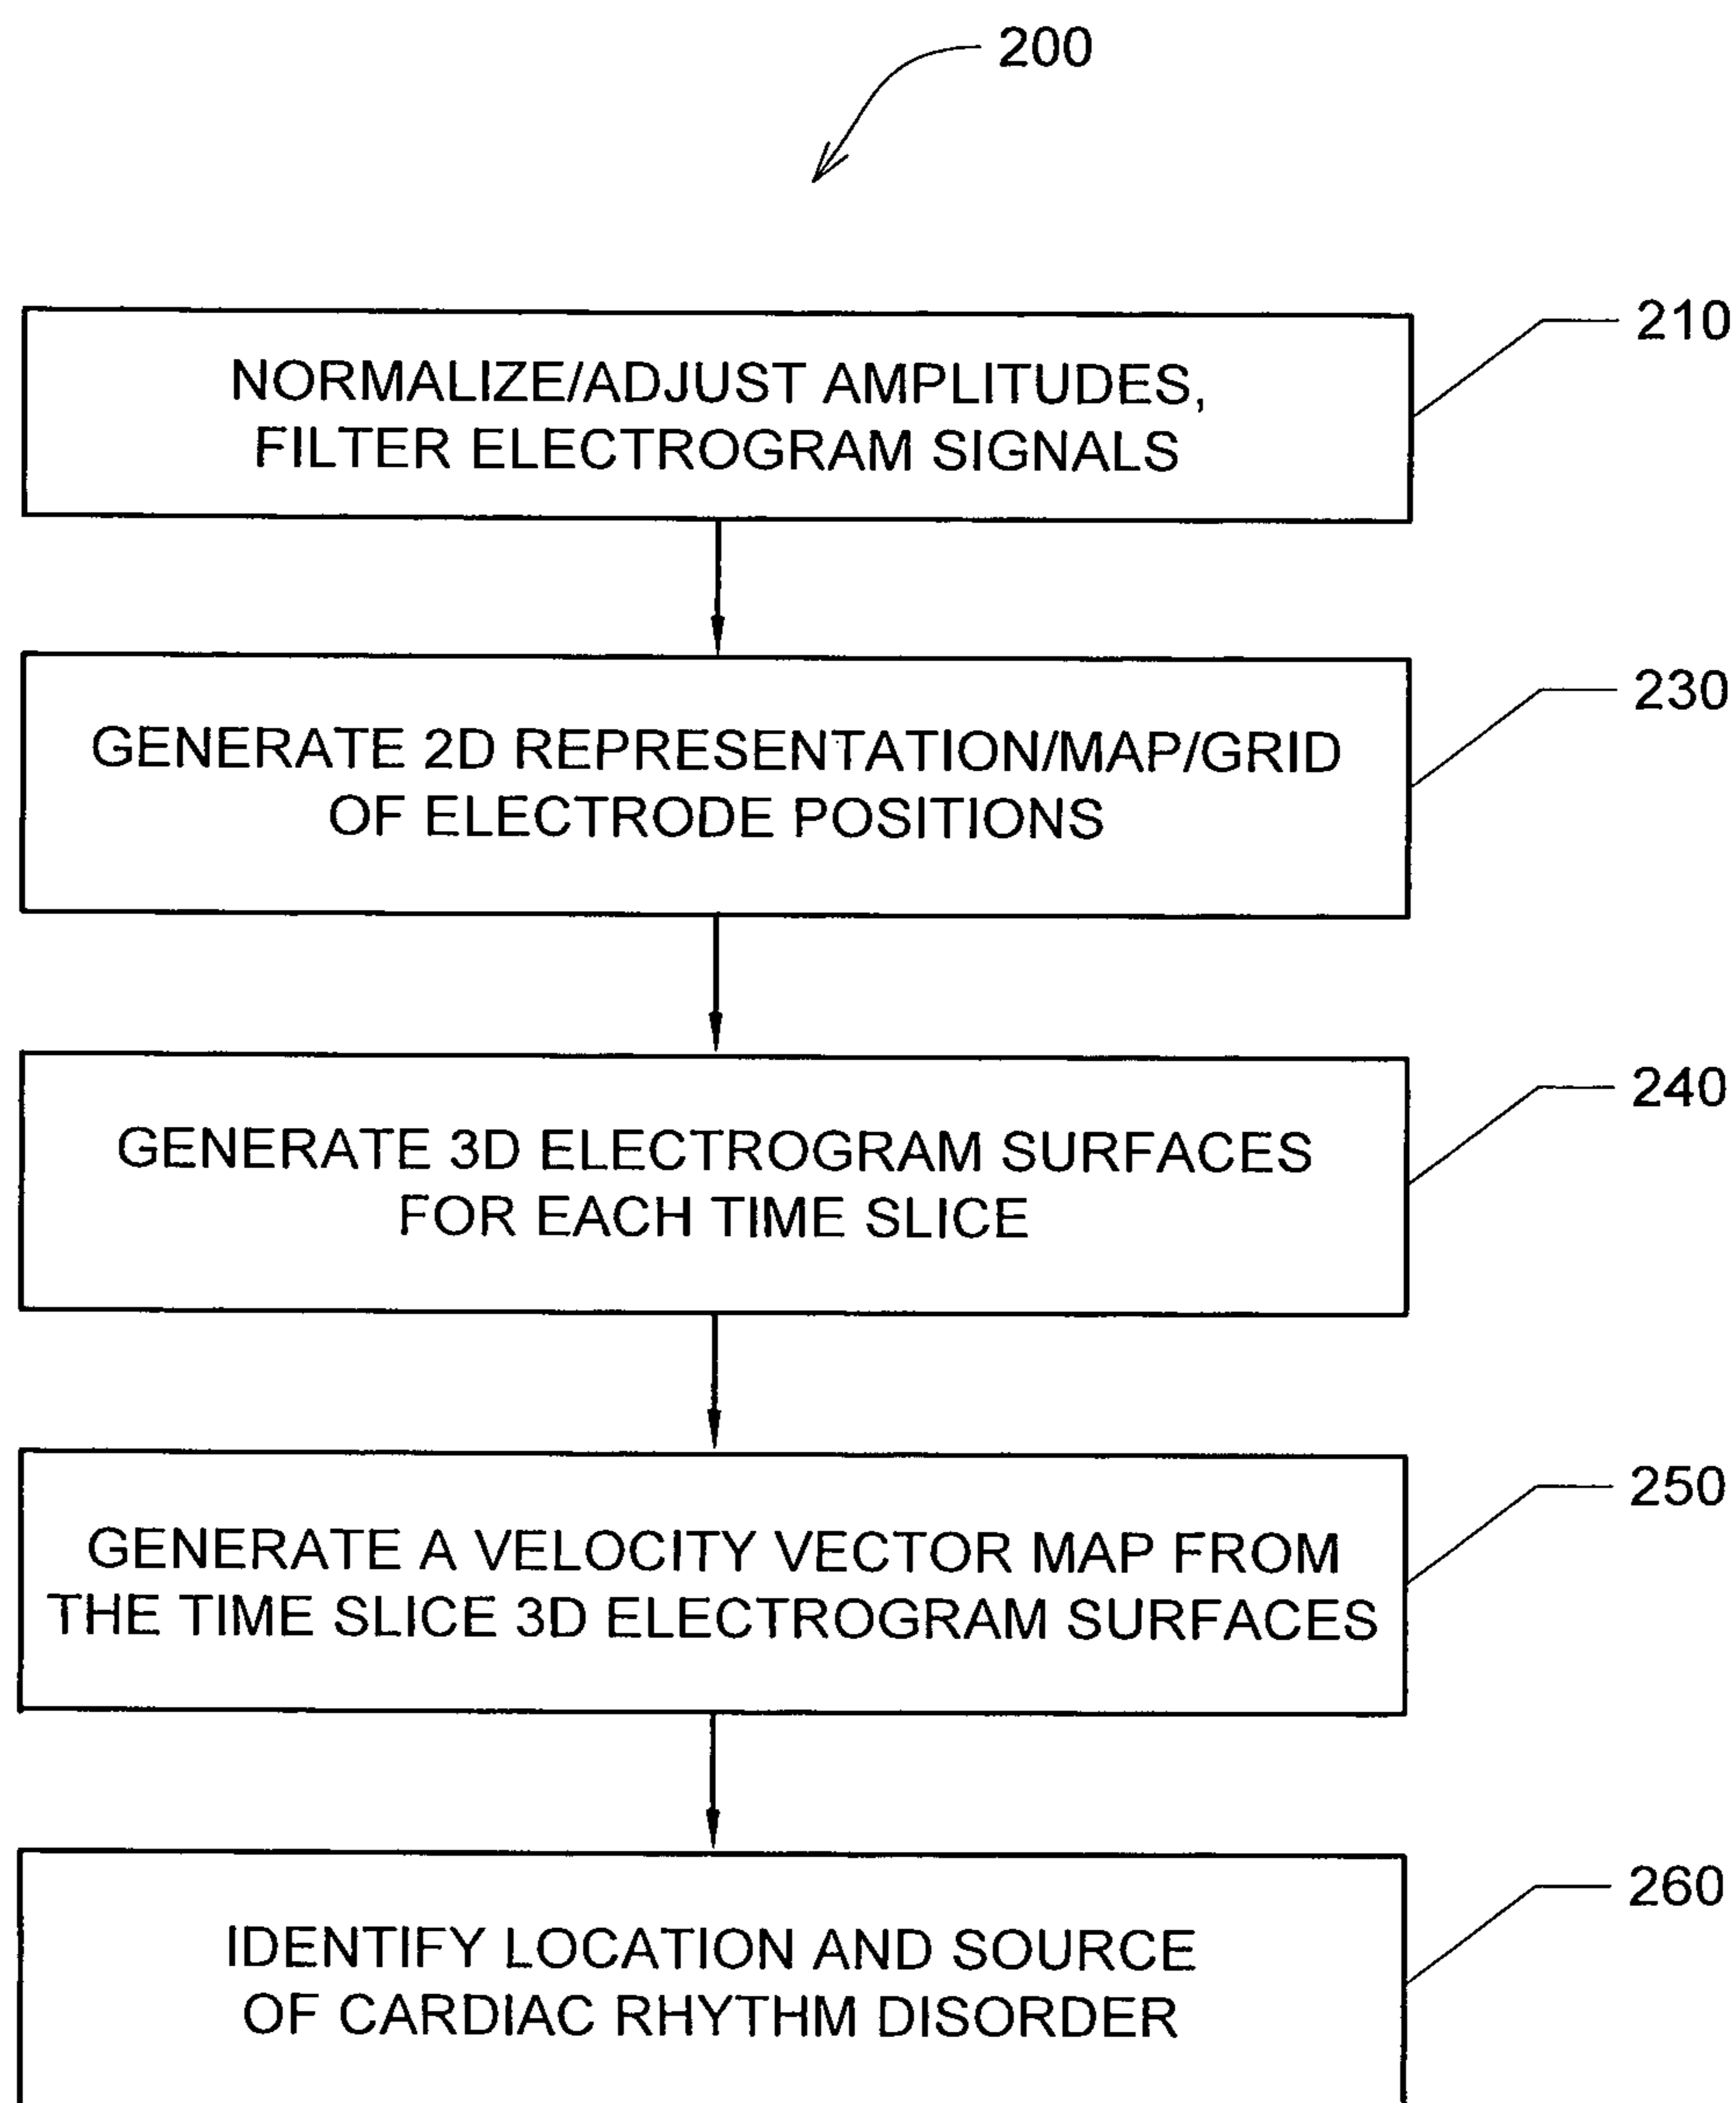 200
210
NORMALIZE/ADJUST AMPLITUDES,
FILTER ELECTROGRAM SIGNALS
230
GENERATE 2D REPRESENTATION/MAP/GRID
OF ELECTRODE POSITIONS
240
GENERATE 3D ELECTROGRAM SURFACES
FOR EACH TIME SLICE
250
GENERATE A VELOCITY VECTOR MAP FROM
THE TIME SLICE 3D ELECTROGRAM SURFACES
260
IDENTIFY LOCATION AND SOURCE
OF CARDIAC RHYTHM DISORDER